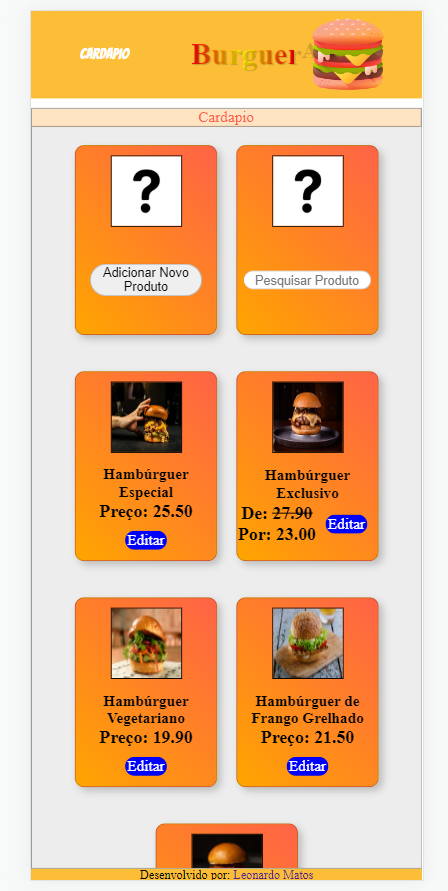 CARDAPIO
BurguerA
Cardapio
?
?
Adicionar Novo
Produto
Pesquisar Produto
Hambúrguer
Especial
Preço: 25.50
Editar
Hambúrguer
Exclusivo
De: 27.90
Por: 23.00
Editar
Hambúrguer
Vegetariano
Preço: 19.90
Editar
Hambúrguer de
Frango Grelhado
Preço: 21.50
Editar
Desenvolvido por: Leonardo Matos